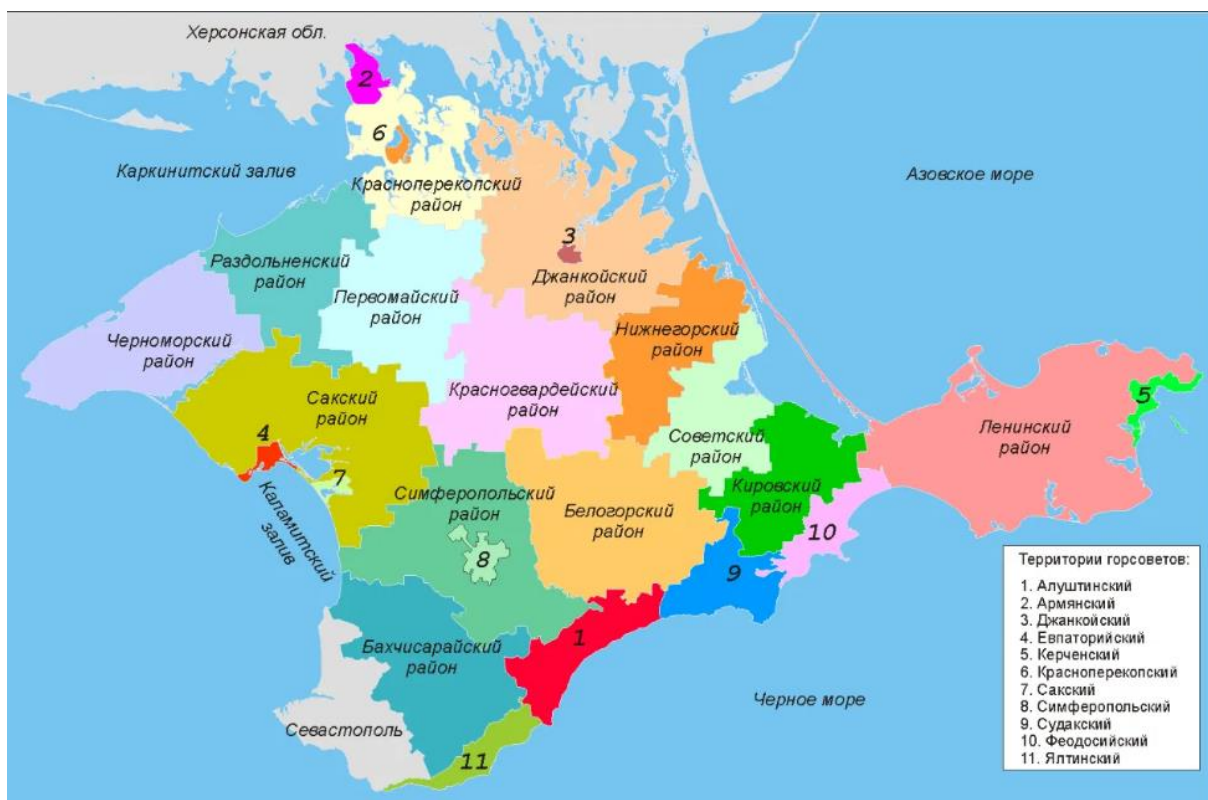 Херсонская обл.
2
6
Каркинитский залив
Азовское море
Красноперекопский
район
3
Раздольненский
район
Джанкойский
район
Первомайский
район
Нижнегорский
район
Черноморский
район
Красногвардейский
район
5
Сакский
район
4
Советский
район
Ленинский
район
7
Каламитский
залив
Симферопольский
район
Кировский
район
Белогорский
район
10
8
9
1
Бахчисарайский
район
Черное море
Севастополь
11
Территории горсоветов:
1. Алуштинский
2. Армянский
3. Джанкойский
4. Евпаторийский
5. Керченский
6. Красноперекопский
7. Сакский
8. Симферопольский
9. Судакский
10. Феодосийский
11. Ялтинский